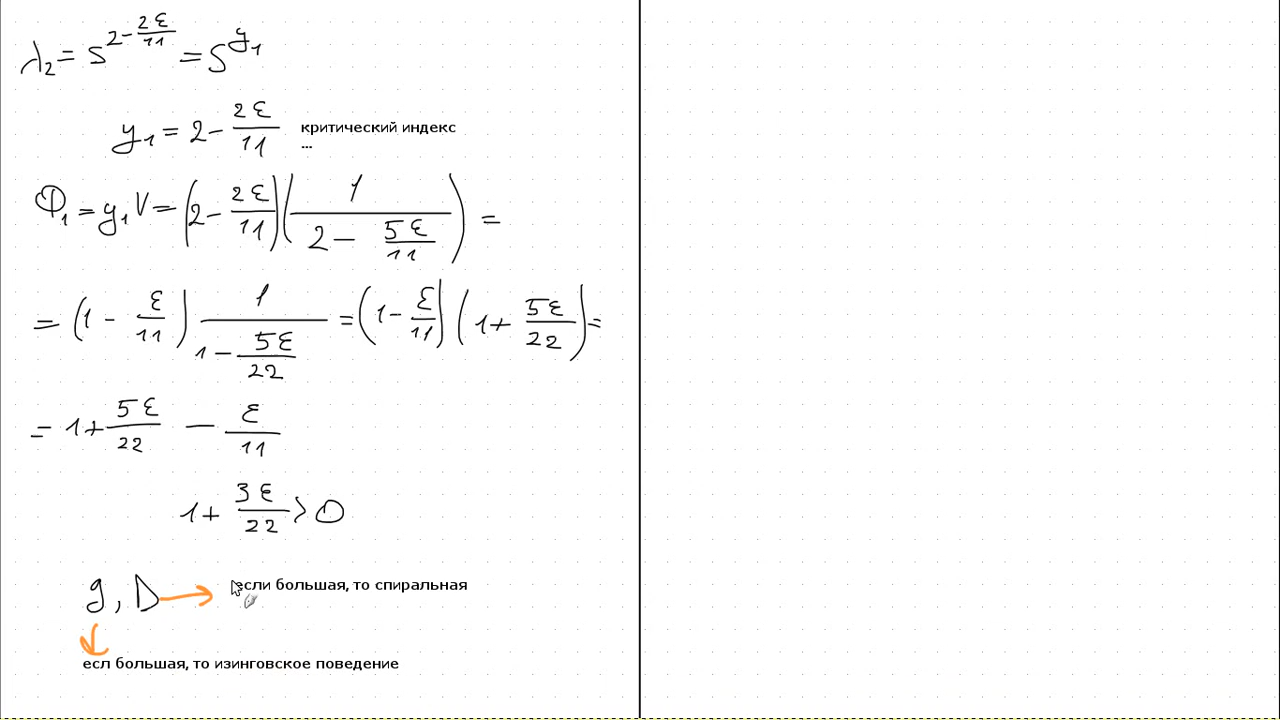 λ₂ = S^{2 - 2ε/11} = S^{y₁}
y₁ = 2 - 2ε/11 критический индекс
...
Φ₁ = y₁ V = (2 - 2ε/11) (1/(2 - 5ε/11)) =
= (1 - ε/11) 1/(1 - 5ε/22) = (1 - ε/11) (1 + 5ε/22) =
= 1 + 5ε/22 - ε/11
1 + 3ε/22 > 0
g, D → если большая, то спиральная
есл большая, то изинговское поведение